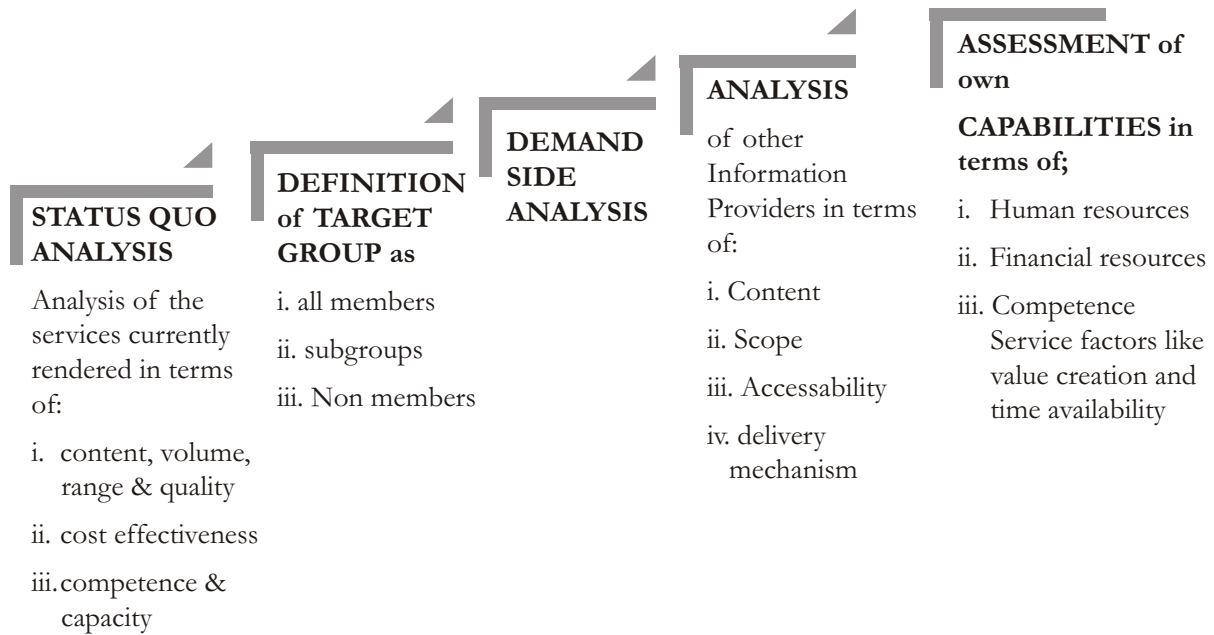 STATUS QUO
ANALYSIS
Analysis of the
services currently
rendered in terms
of:
i. content, volume,
range & quality
ii. cost effectiveness
iii.competence &
capacity
DEFINITION
of TARGET
GROUP as
i. all members
ii. subgroups
iii. Non members
DEMAND
SIDE
ANALYSIS
ANALYSIS
of other
Information
Providers in terms
of:
i. Content
ii. Scope
iii. Accessability
iv. delivery
mechanism
ASSESSMENT of
own
CAPABILITIES in
terms of;
i. Human resources
ii. Financial resources
iii. Competence
Service factors like
value creation and
time availability